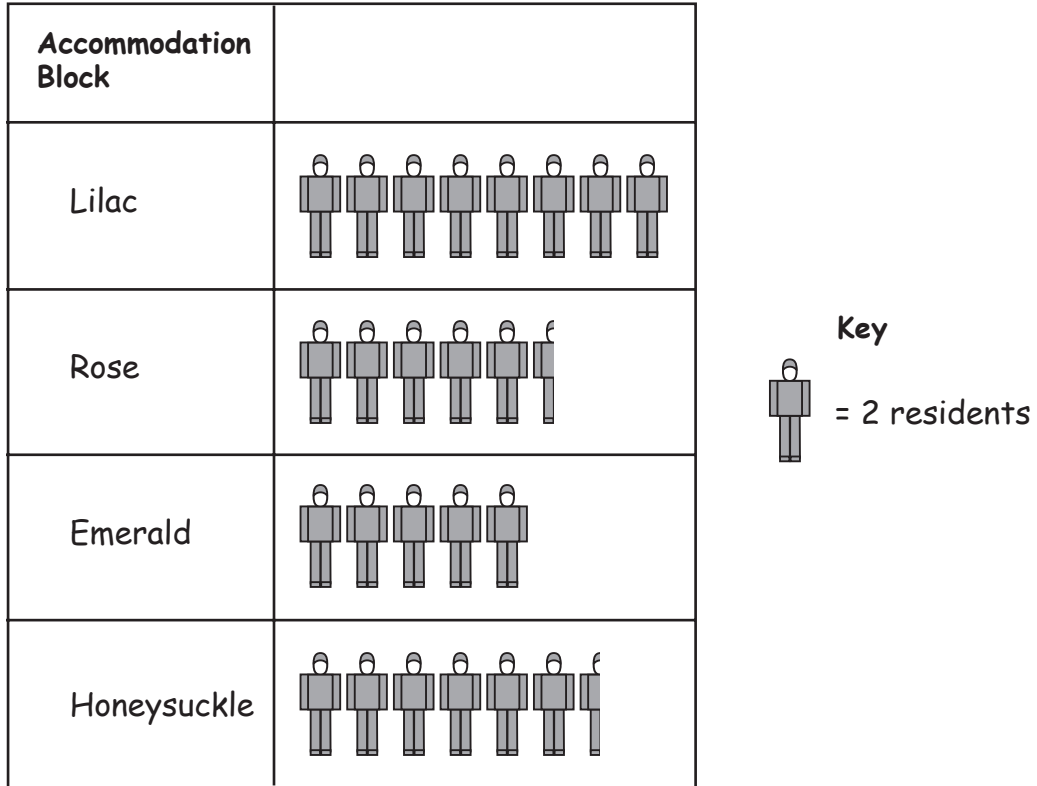 Accommodation
Block
Lilac
Rose
Emerald
Honeysuckle
Key
= 2 residents